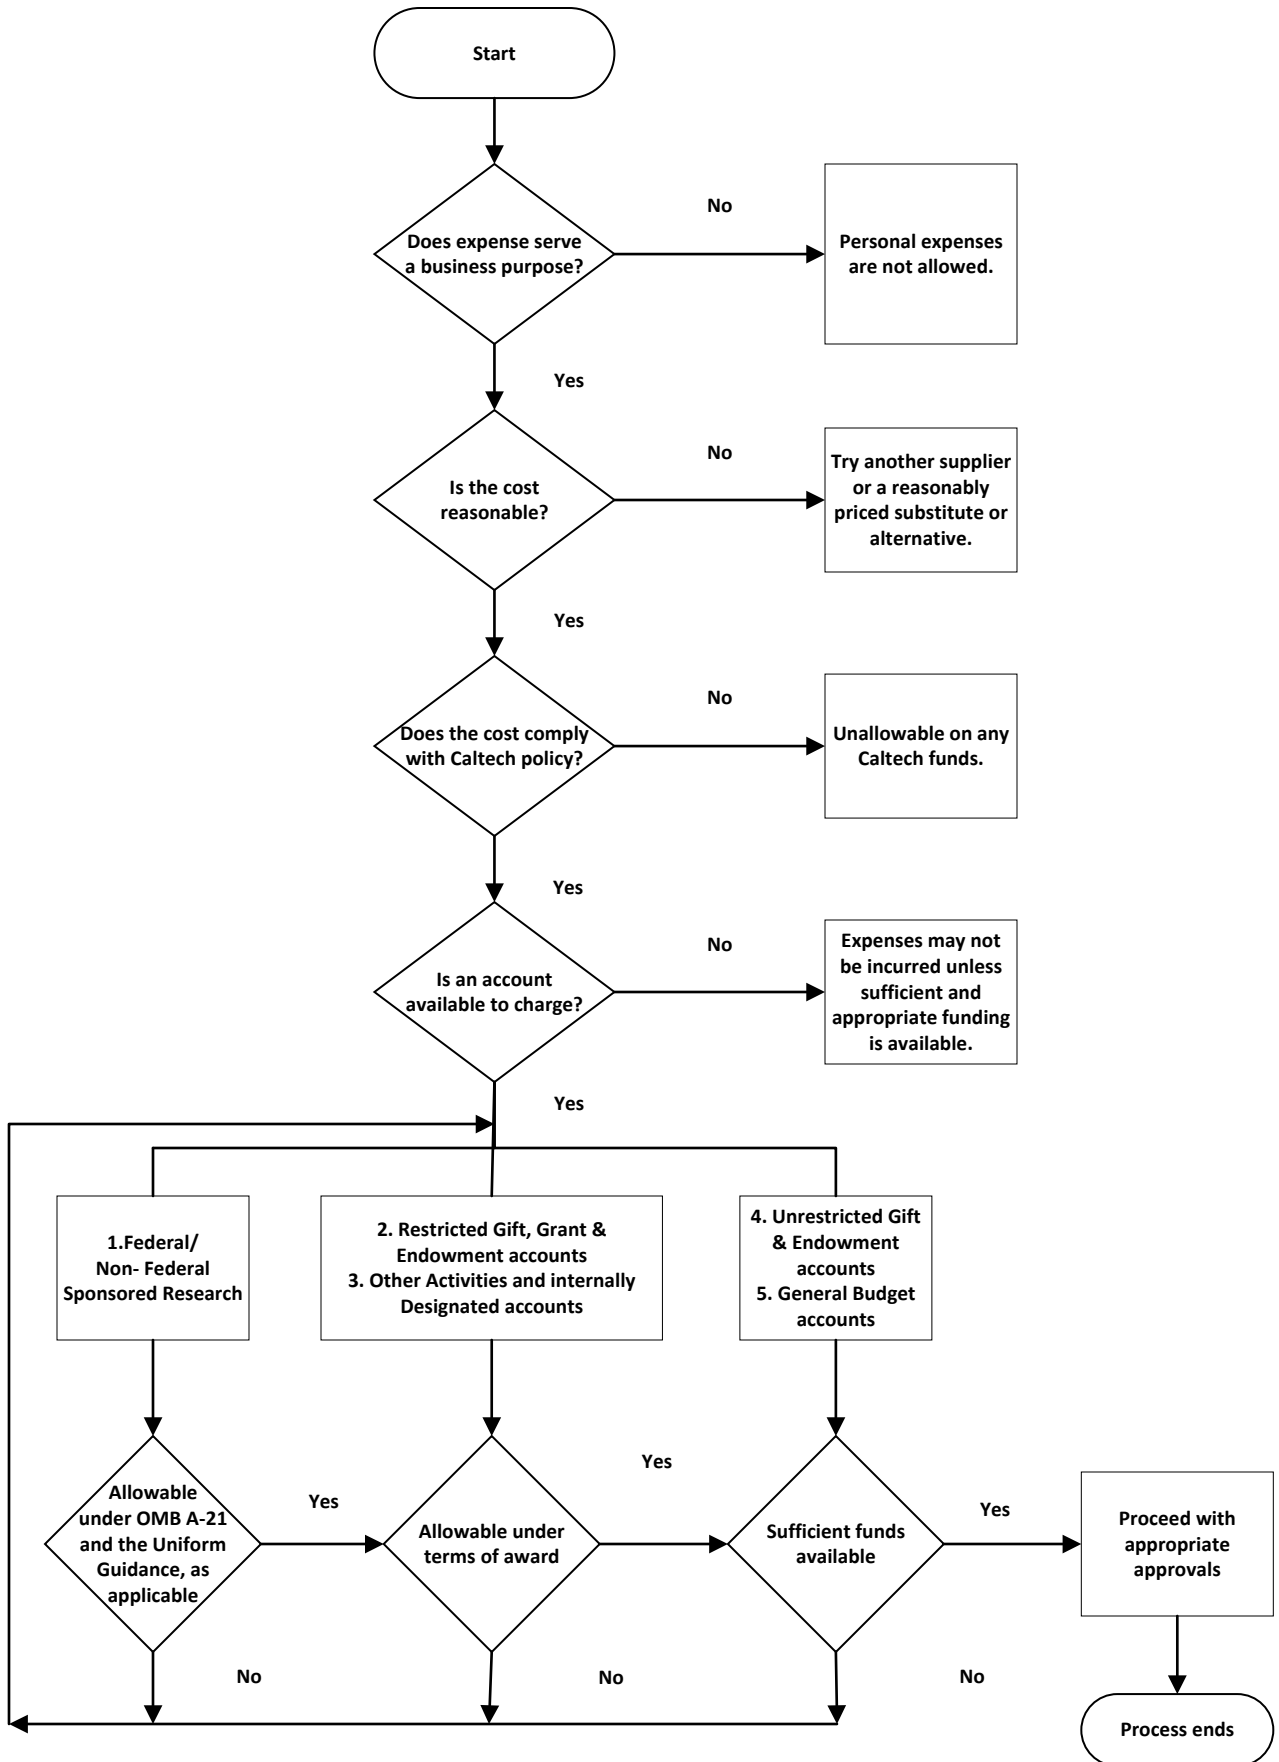 Start
Does expense serve
a business purpose?
No
Personal expenses
are not allowed.
Yes
Is the cost
reasonable?
No
Try another supplier
or a reasonably
priced substitute or
alternative.
Yes
Does the cost comply
with Caltech policy?
No
Unallowable on any
Caltech funds.
Yes
Is an account
available to charge?
No
Expenses may not
be incurred unless
sufficient and
appropriate funding
is available.
Yes
1.Federal/
Non- Federal
Sponsored Research
2. Restricted Gift, Grant &
Endowment accounts
3. Other Activities and internally
Designated accounts
4. Unrestricted Gift
& Endowment
accounts
5. General Budget
accounts
Allowable
under OMB A-21
and the Uniform
Guidance, as
applicable
Yes
Allowable under
terms of award
Yes
Sufficient funds
available
Yes
Proceed with
appropriate
approvals
No
No
No
Process ends